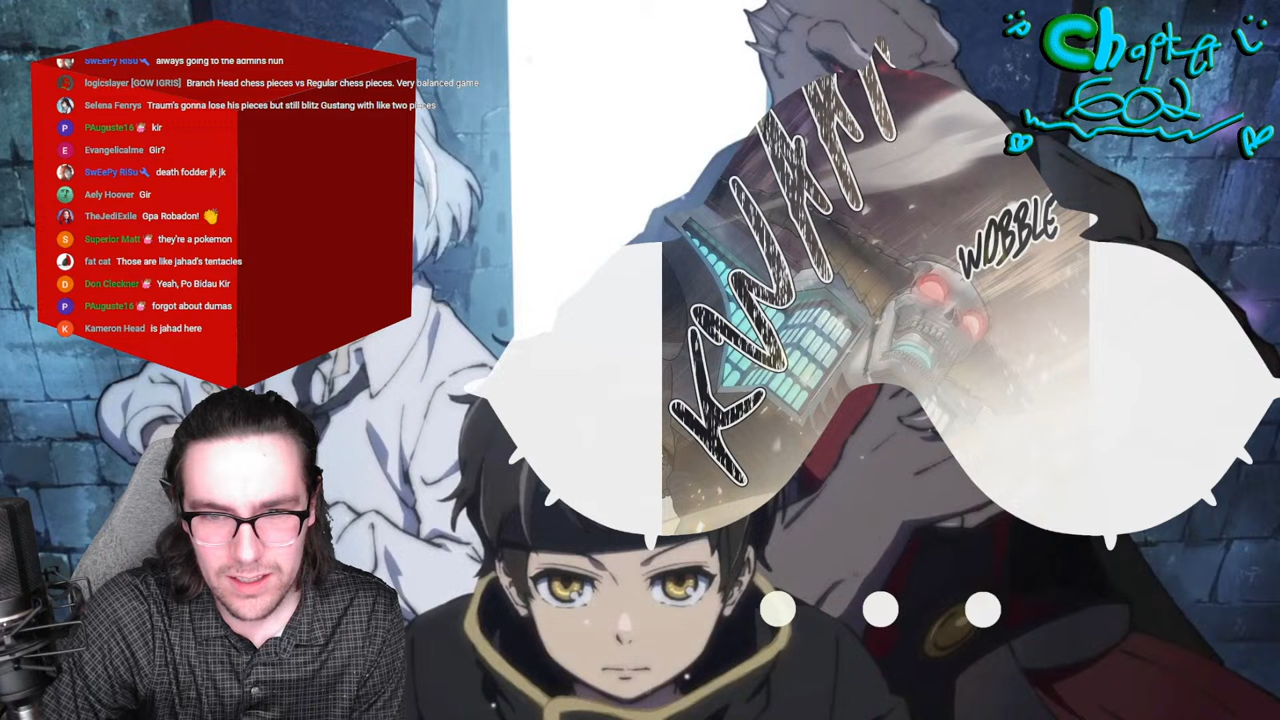 SwEePy RiSu always going to the admins huh
logicslayer [GOW IGRIS] Branch Head chess pieces vs Regular chess pieces. Very balanced game
Selena Fenrys Traum's gonna lose his pieces but still blitz Gustang with like two pieces
P PAuguste16 kir
E Evangelicalme Gir?
SwEePy RiSu death fodder jk jk
Aely Hoover Gir
TheJediExile Gpa Robadon! 👏
S Superior Matt they're a pokemon
fat cat Those are like jahad's tentacles
D Don Cleckner Yeah, Po Bidau Kir
P PAuguste16 forgot about dumas
K Kameron Head is jahad here
Chapter
602
WOBBLE